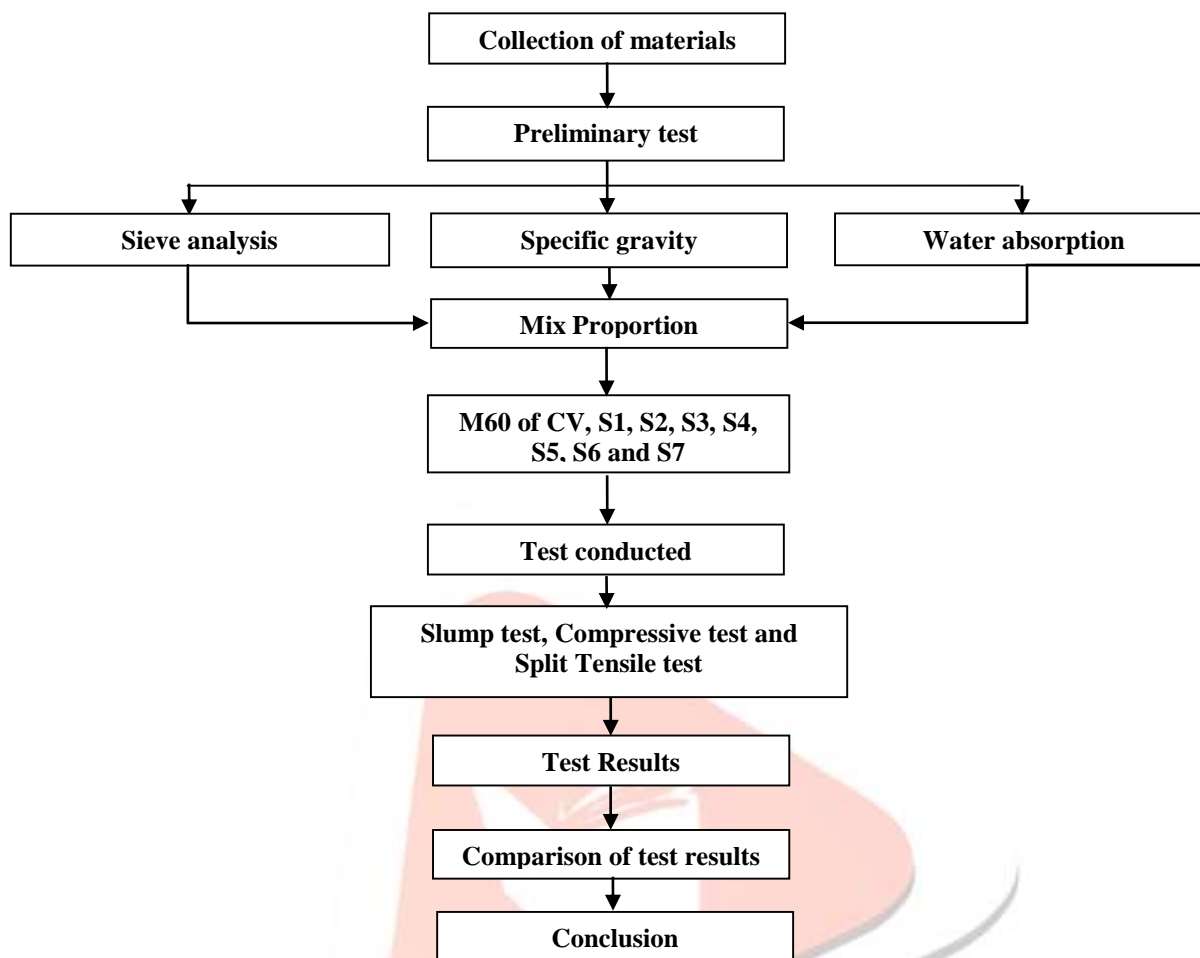 Collection of materials
Preliminary test
Sieve analysis
Specific gravity
Water absorption
Mix Proportion
M60 of CV, S1, S2, S3, S4,
S5, S6 and S7
Test conducted
Slump test, Compressive test and
Split Tensile test
Test Results
Comparison of test results
Conclusion